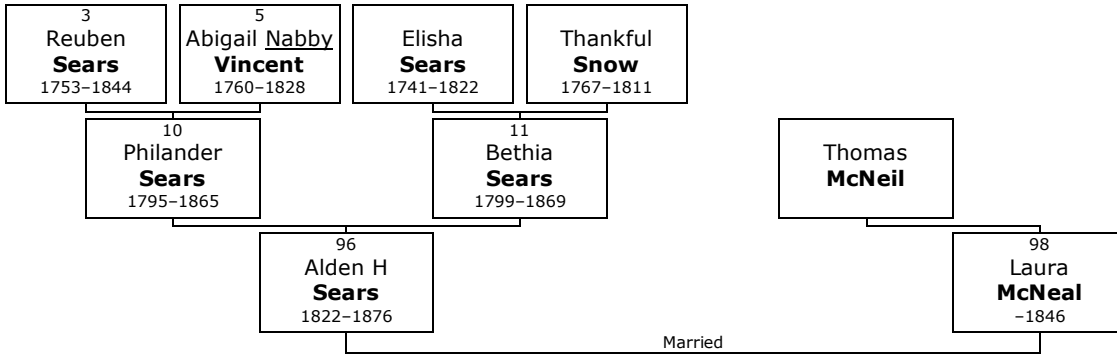 3
Reuben
Sears
1753–1844
5
Abigail Nabby
Vincent
1760–1828
Elisha
Sears
1741–1822
Thankful
Snow
1767–1811
10
Philander
Sears
1795–1865
11
Bethia
Sears
1799–1869
Thomas
McNeil
96
Alden H
Sears
1822–1876
98
Laura
McNeal
–1846
Married